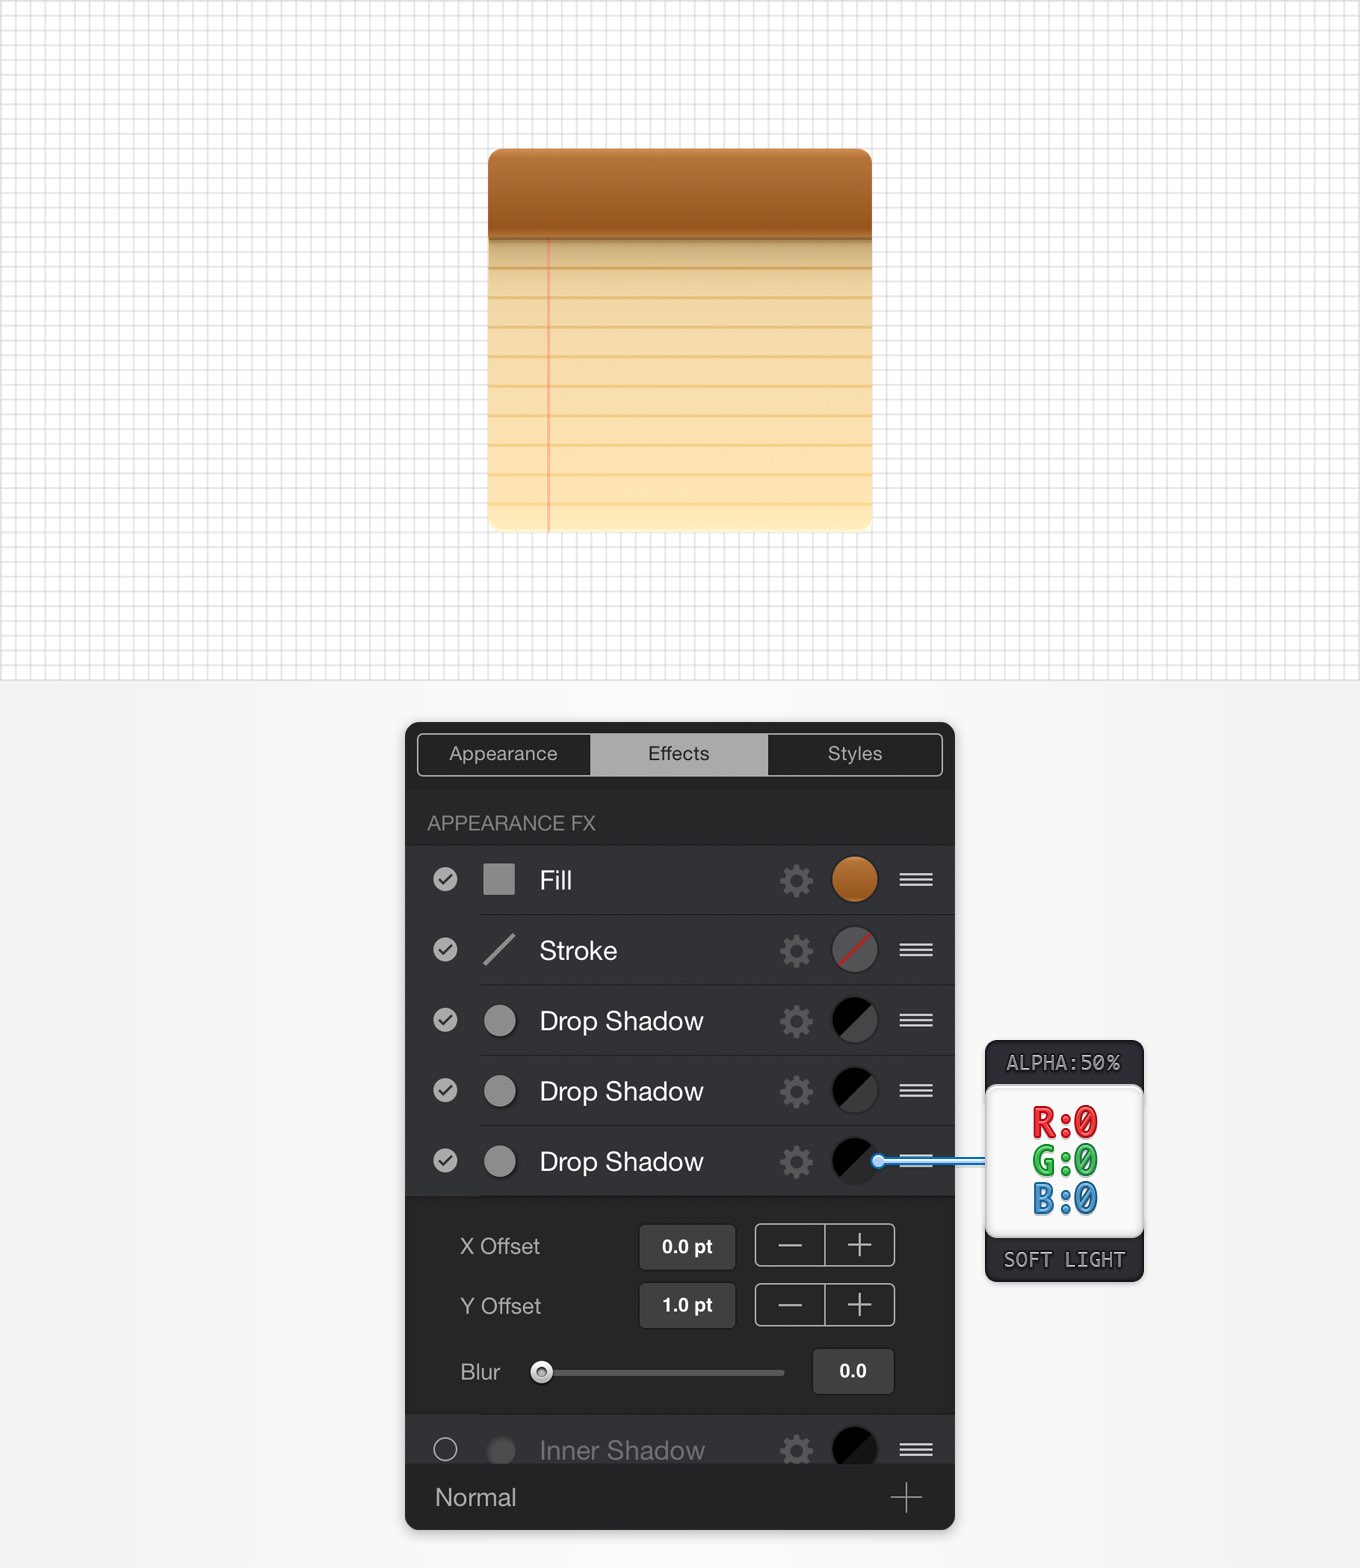 Appearance Effects Styles
APPEARANCE FX
Fill
Stroke
Drop Shadow
Drop Shadow
Drop Shadow
ALPHA:50%
R:0
G:0
B:0
SOFT LIGHT
X Offset 0.0 pt
Y Offset 1.0 pt
Blur 0.0
Inner Shadow
Normal